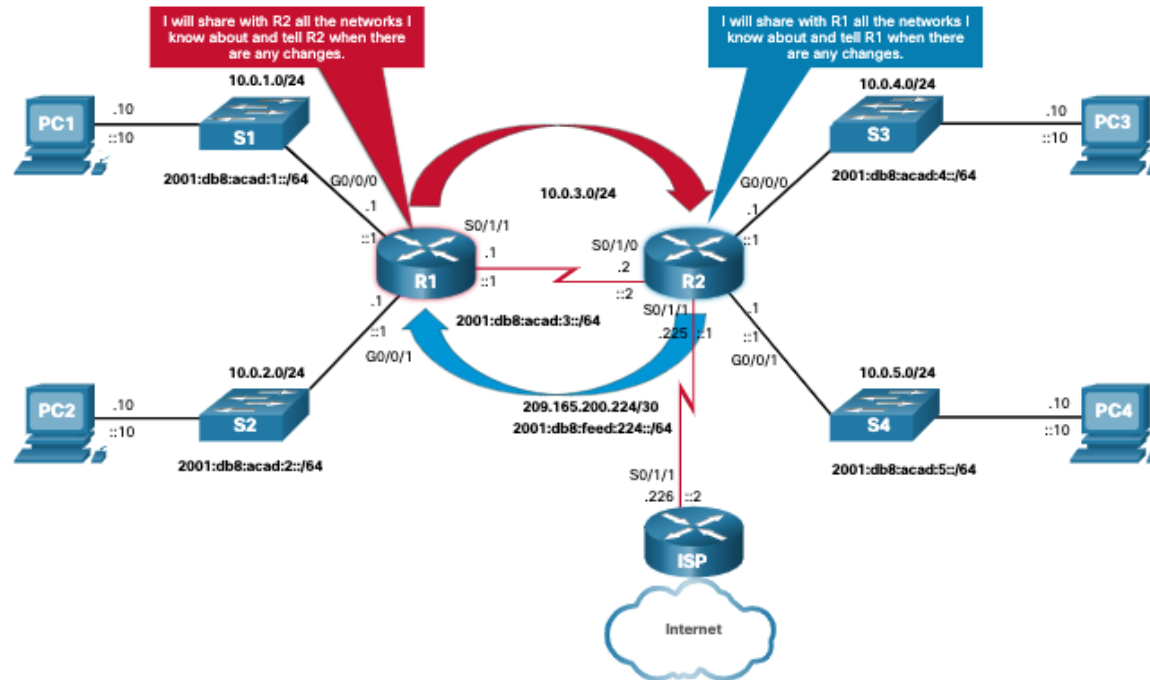 I will share with R2 all the networks I
know about and tell R2 when there
are any changes.
I will share with R1 all the networks I
know about and tell R1 when there
are any changes.
10.0.1.0/24
10.0.4.0/24
PC1
.10
::10
S1
S3
.10
::10
PC3
2001:db8:acad:1::/64
G0/0/0
.1
::1
10.0.3.0/24
G0/0/0
.1
::1
2001:db8:acad:4::/64
S0/1/1
.1
::1
R1
S0/1/0
.2
::2
R2
2001:db8:acad:3::/64
.1
::1
G0/0/1
S0/1/1
.225
::1
.1
::1
G0/0/1
10.0.2.0/24
10.0.5.0/24
PC2
.10
::10
S2
209.165.200.224/30
2001:db8:feed:224::/64
S4
.10
::10
PC4
2001:db8:acad:2::/64
2001:db8:acad:5::/64
S0/1/1
.226
::2
ISP
Internet